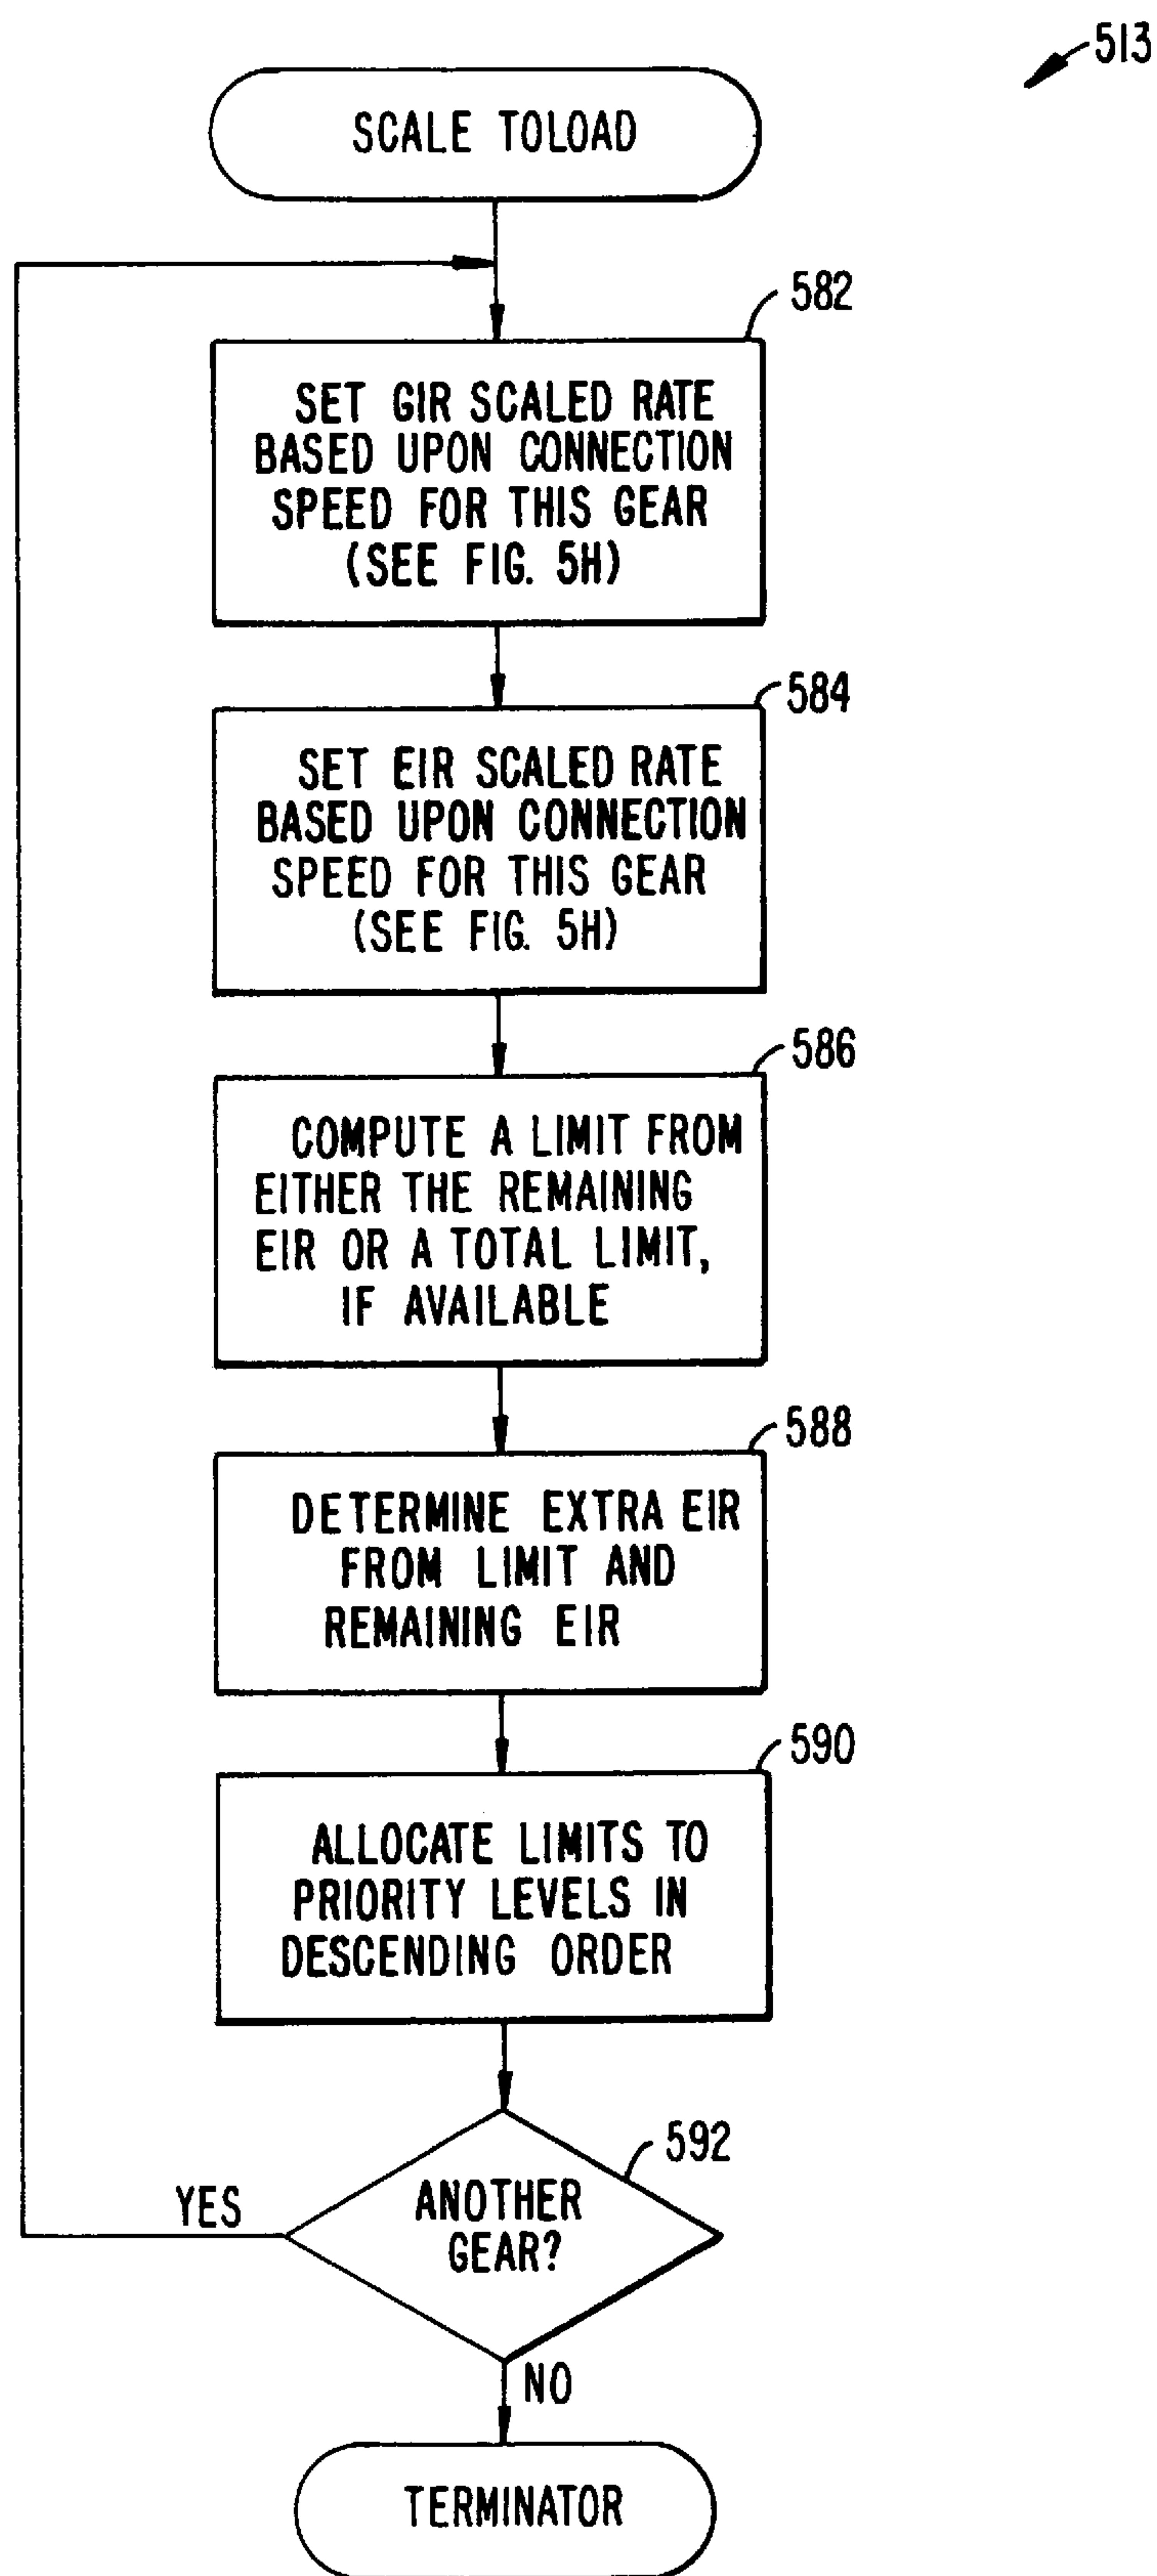 513
SCALE TOLOAD
582
SET GIR SCALED RATE
BASED UPON CONNECTION
SPEED FOR THIS GEAR
(SEE FIG. 5H)
584
SET EIR SCALED RATE
BASED UPON CONNECTION
SPEED FOR THIS GEAR
(SEE FIG. 5H)
586
COMPUTE A LIMIT FROM
EITHER THE REMAINING
EIR OR A TOTAL LIMIT,
IF AVAILABLE
588
DETERMINE EXTRA EIR
FROM LIMIT AND
REMAINING EIR
590
ALLOCATE LIMITS TO
PRIORITY LEVELS IN
DESCENDING ORDER
592
YES
ANOTHER
GEAR?
NO
TERMINATOR